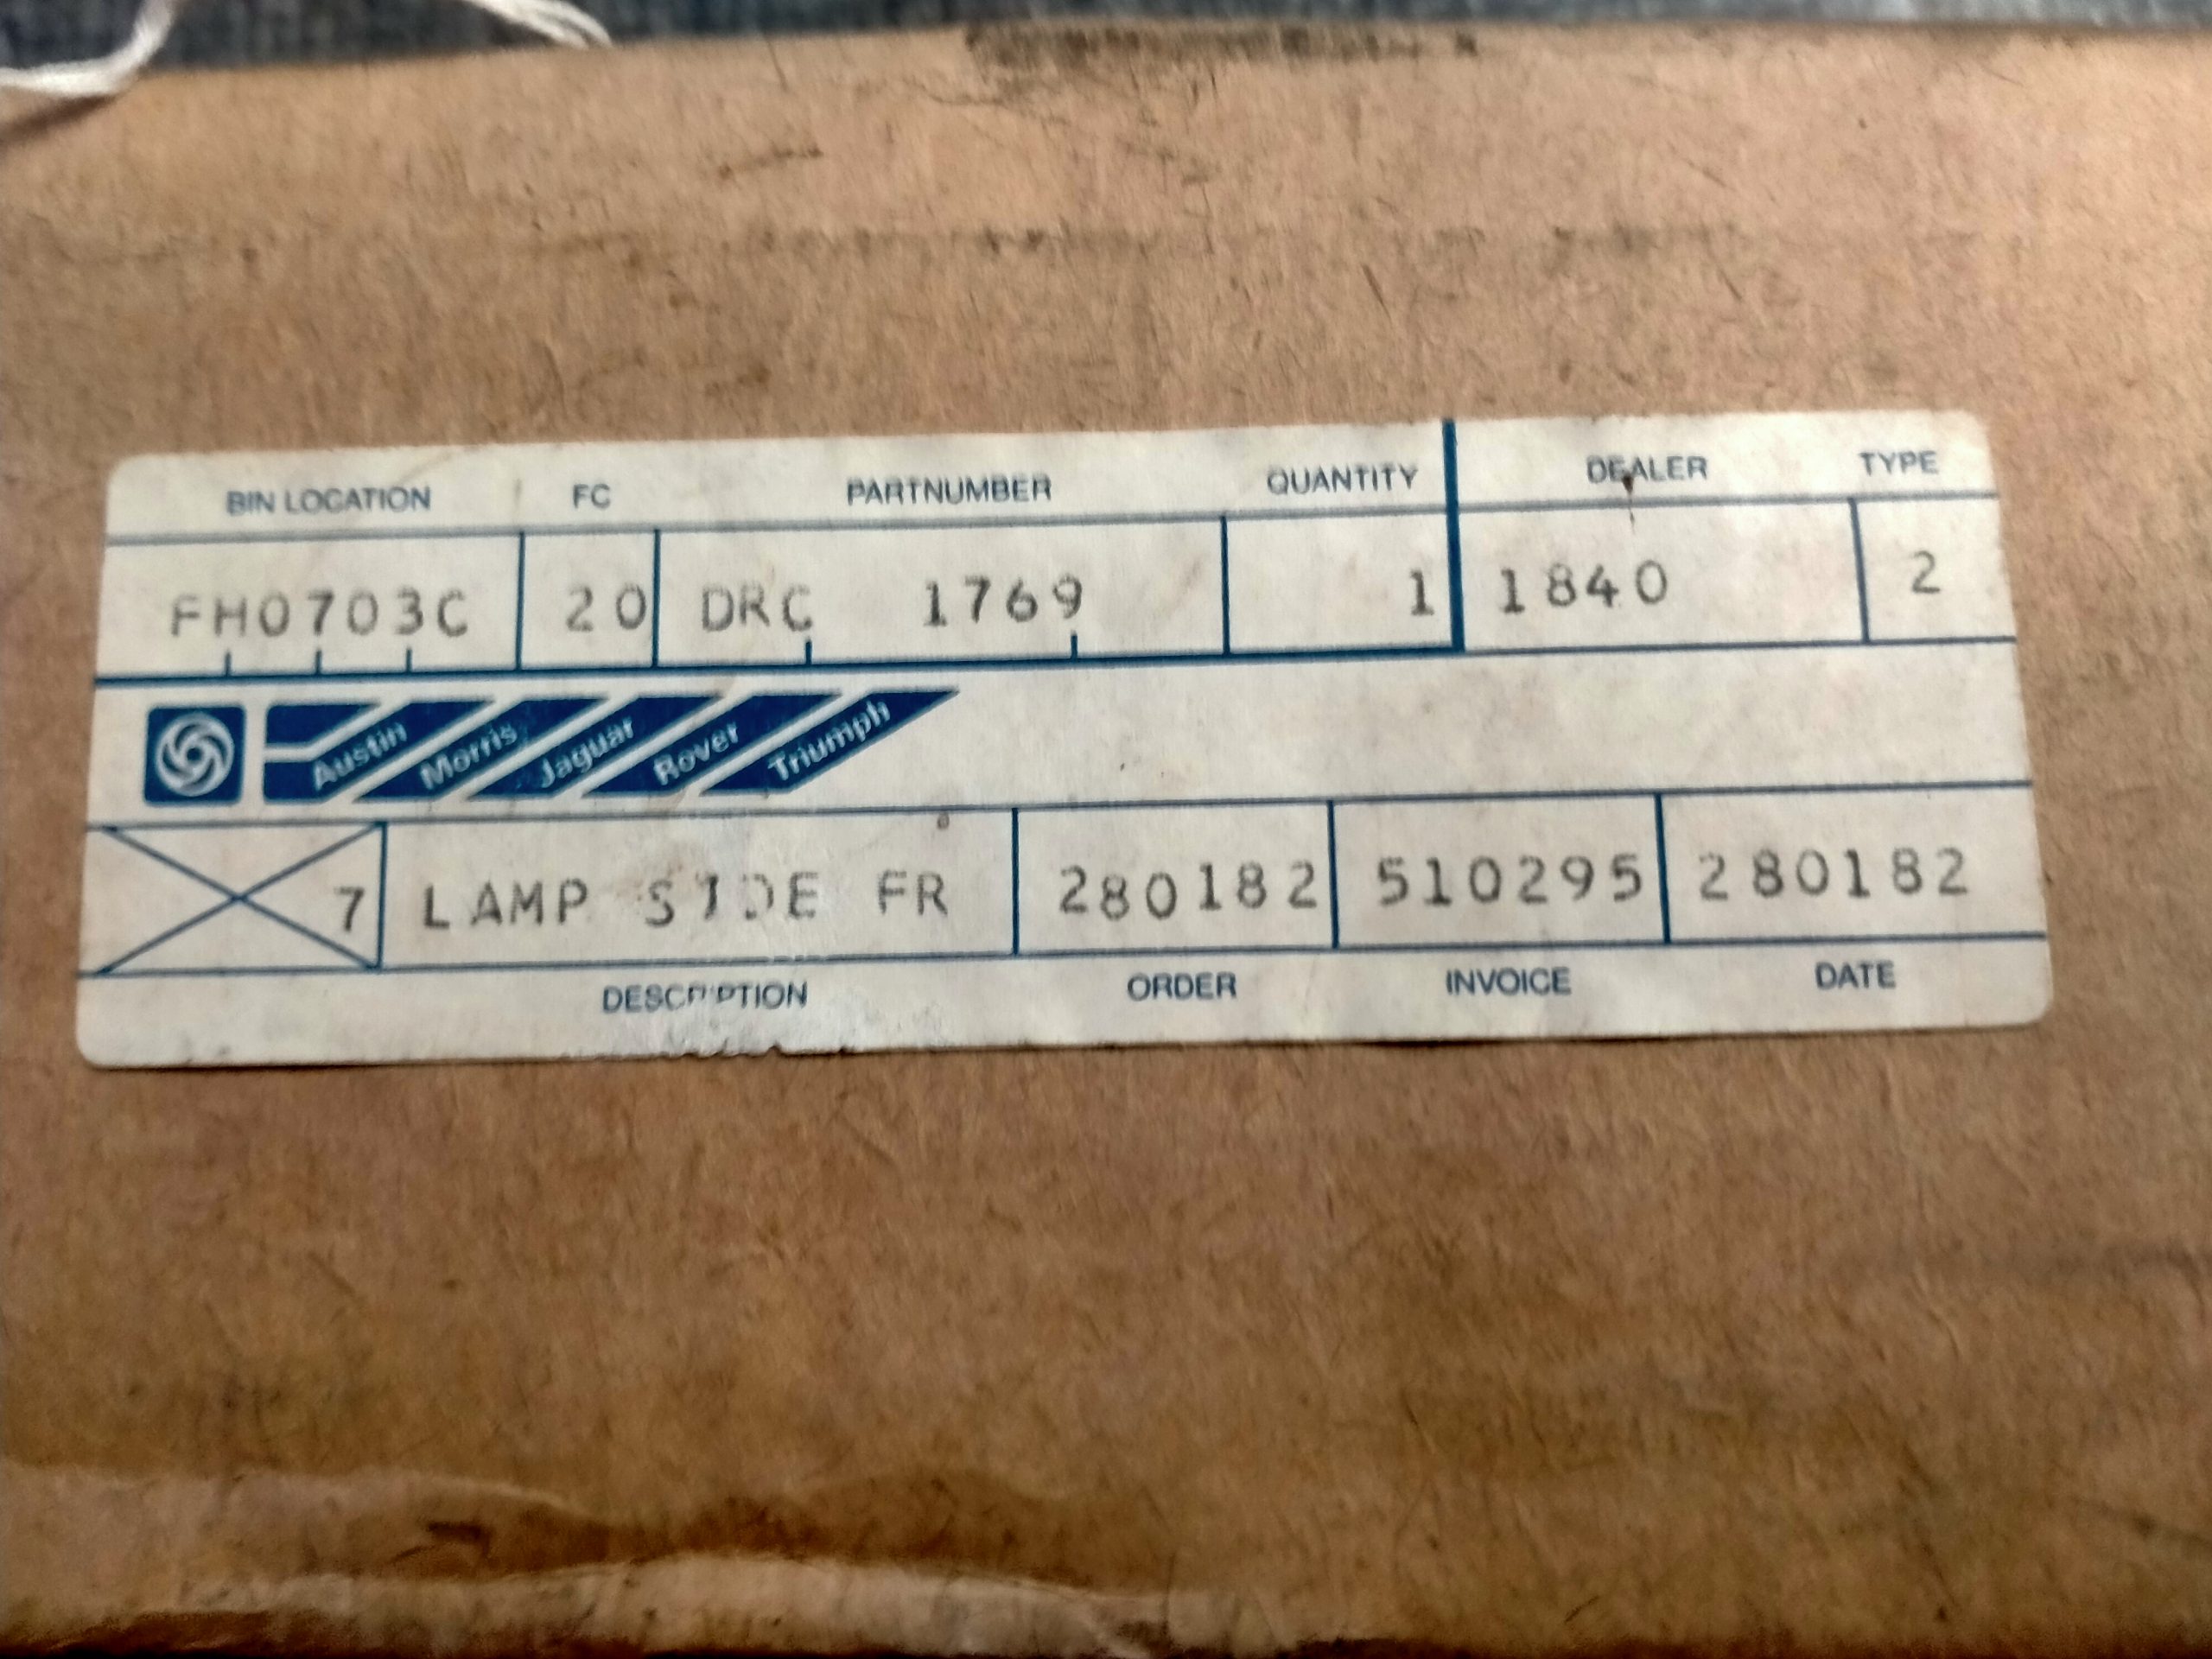 BIN LOCATION FC PARTNUMBER QUANTITY DEALER TYPE
FH0703C 20 DRC 1769 1 1840 2
Austin Morris Jaguar Rover Triumph
7 LAMP SIDE FR 280182 510295 280182
DESCRIPTION ORDER INVOICE DATE